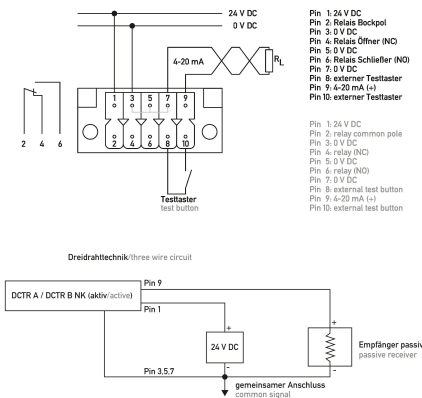 24 V DC
0 V DC
4-20 mA
RL
1 3 5 7 9
2 4 6 8 10
2 4 6
Testtaster
test button
Pin 1: 24 V DC
Pin 2: Relais Bockpol
Pin 3: 0 V DC
Pin 4: Relais Öffner (NC)
Pin 5: 0 V DC
Pin 6: Relais Schließer (NO)
Pin 7: 0 V DC
Pin 8: externer Testtaster
Pin 9: 4-20 mA (+)
Pin 10: externer Testtaster
Pin 1: 24 V DC
Pin 2: relay common pole
Pin 3: 0 V DC
Pin 4: relay (NC)
Pin 5: 0 V DC
Pin 6: relay (NO)
Pin 7: 0 V DC
Pin 8: external test button
Pin 9: 4-20 mA (+)
Pin 10: external test button
Dreidrahttechnik/three wire circuit
DCTR A / DCTR B NK (aktiv/active)
Pin 9
Pin 1
+
24 V DC
-
+
Empfänger passiv
passive receiver
-
Pin 3,5,7
gemeinsamer Anschluss
common signal